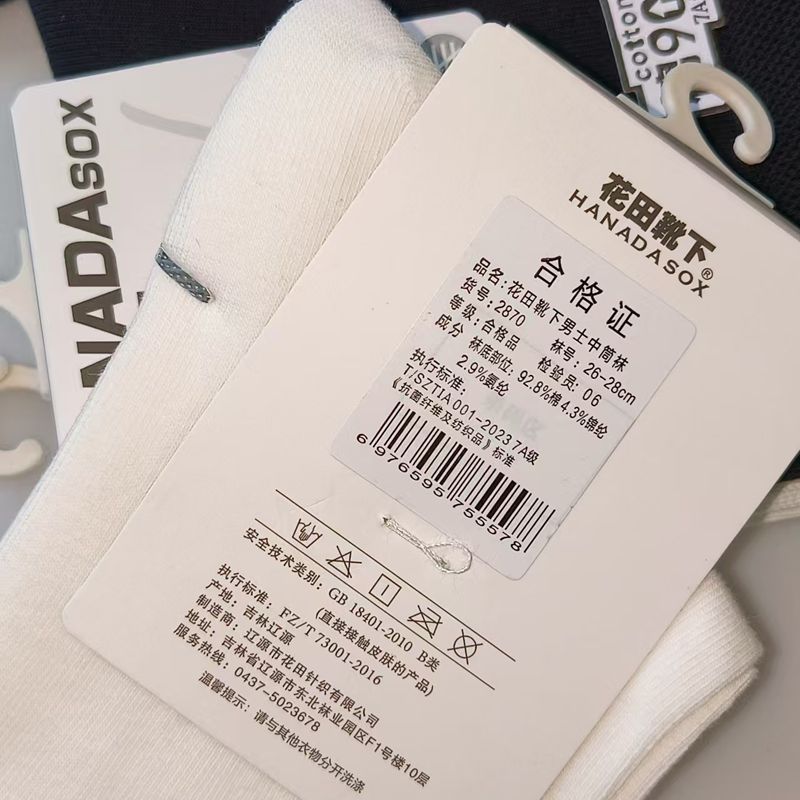 NADAsox
cotton
花田靴下®
HANADASOX
合格证
品名:花田靴下男士中筒袜
货号:2870 袜号:26-28cm
等级:合格品 检验员:06
成分 袜底部位:92.8%棉4.3%锦纶
2.9%氨纶
执行标准:
T/SZTIA 001-2023 7A级
《抗菌纤维及纺织品》标准
6 976595 755578
安全技术类别: GB 18401-2010 B类
(直接接触皮肤的产品)
执行标准: FZ/T 73001-2016
产地: 吉林辽源
制造商: 辽源市花田针织有限公司
地址: 吉林省辽源市东北袜业园区F1号楼10层
服务热线: 0437-5023678
温馨提示: 请与其他衣物分开洗涤